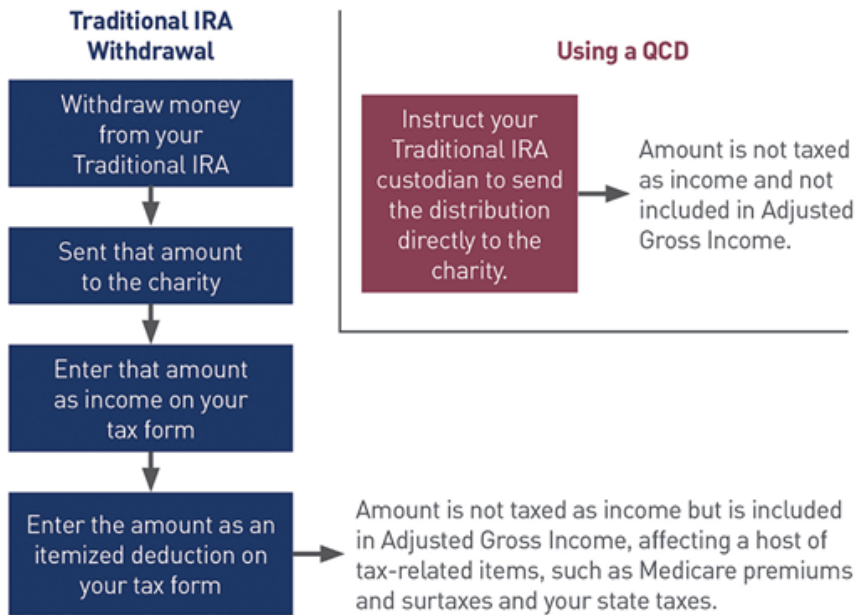 Traditional IRA
Withdrawal
Withdraw money
from your
Traditional IRA
Sent that amount
to the charity
Enter that amount
as income on your
tax form
Enter the amount as an
itemized deduction on
your tax form
Amount is not taxed as income but is included
in Adjusted Gross Income, affecting a host of
tax-related items, such as Medicare premiums
and surtaxes and your state taxes.
Using a QCD
Instruct your
Traditional IRA
custodian to send
the distribution
directly to the
charity.
Amount is not taxed
as income and not
included in Adjusted
Gross Income.